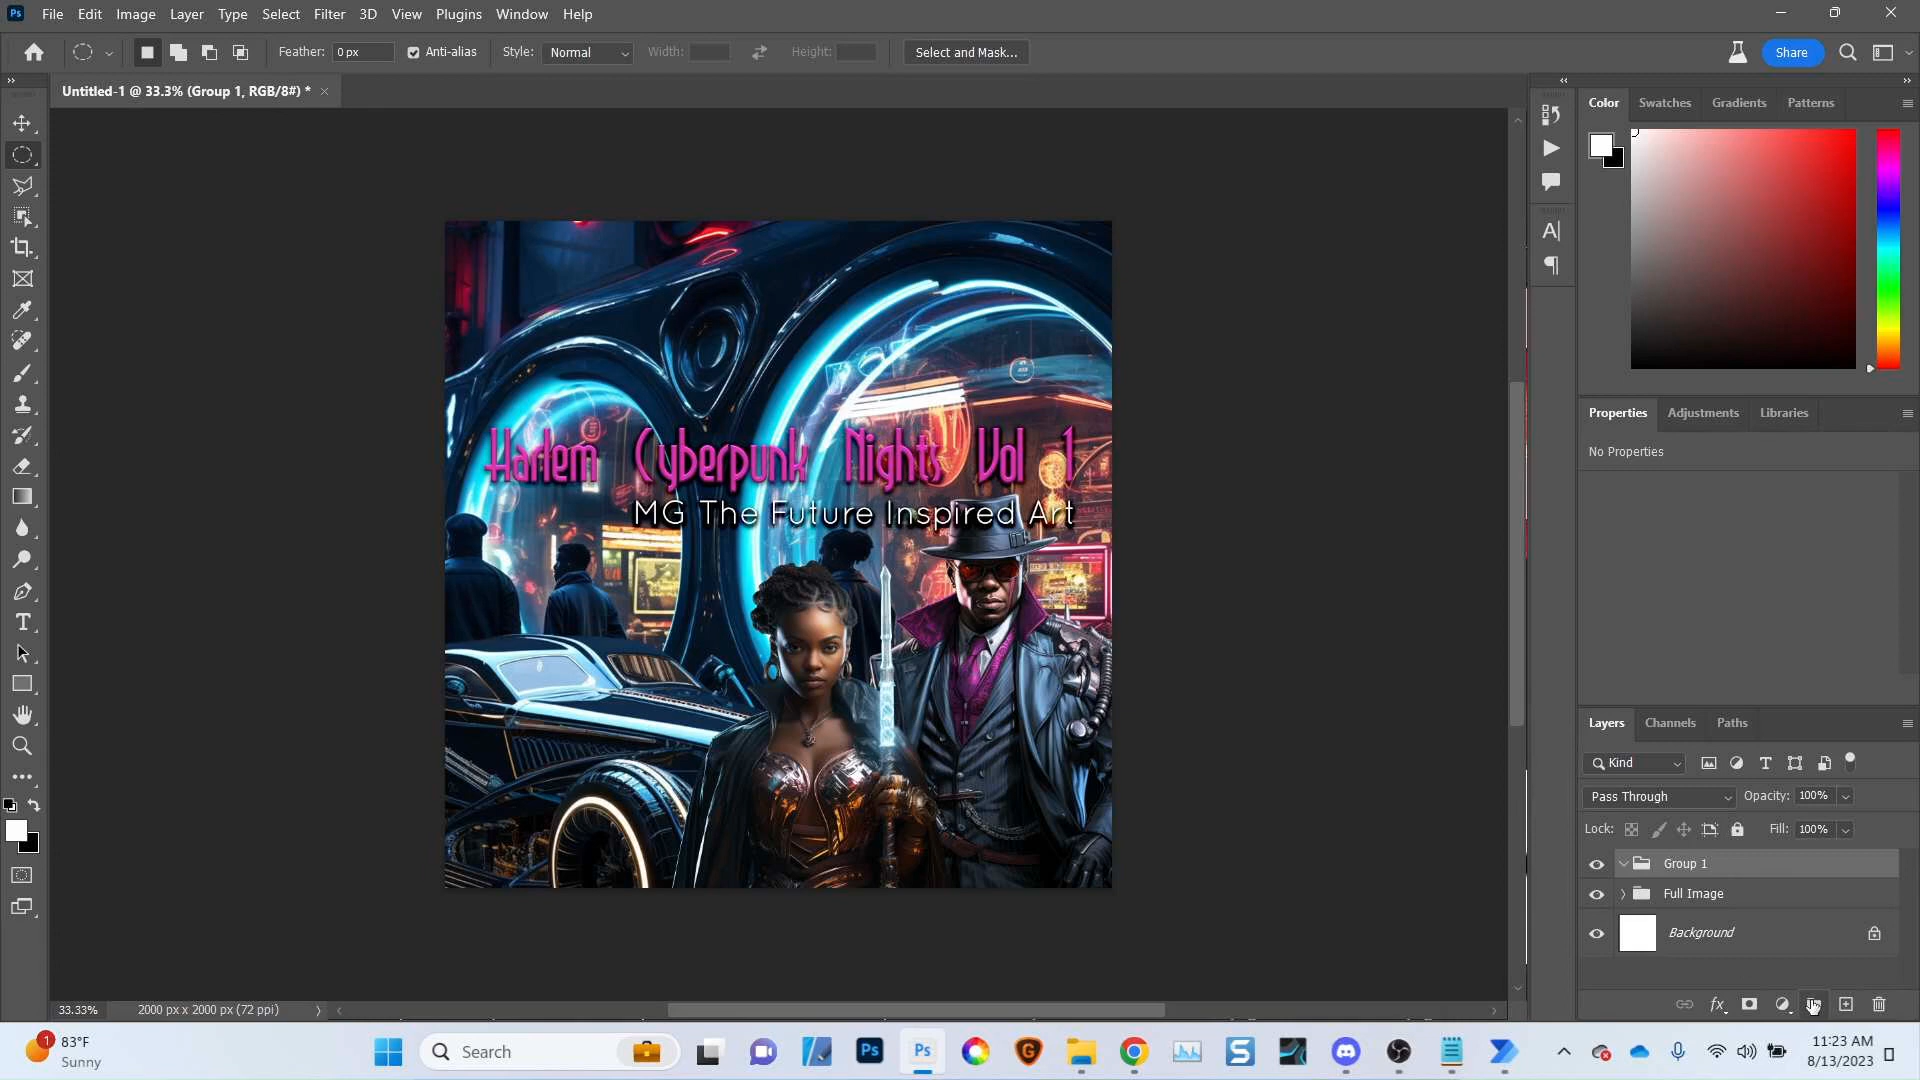 File Edit Image Layer Type Select Filter 3D View Plugins Window Help
Feather: 0 px Anti-alias Style: Normal Width: Height: Select and Mask... Share
Untitled-1 @ 33.3% (Group 1, RGB/8#) *
Color Swatches Gradients Patterns
Harlem Cyberpunk Nights Vol 1
MG The Future Inspired Art
Properties Adjustments Libraries
No Properties
Layers Channels Paths
Kind
Pass Through Opacity: 100%
Lock: Fill: 100%
Group 1
Full Image
Background
33.33% 2000 px x 2000 px (72 ppi)
1 83°F
Sunny
Search
11:23 AM
8/13/2023